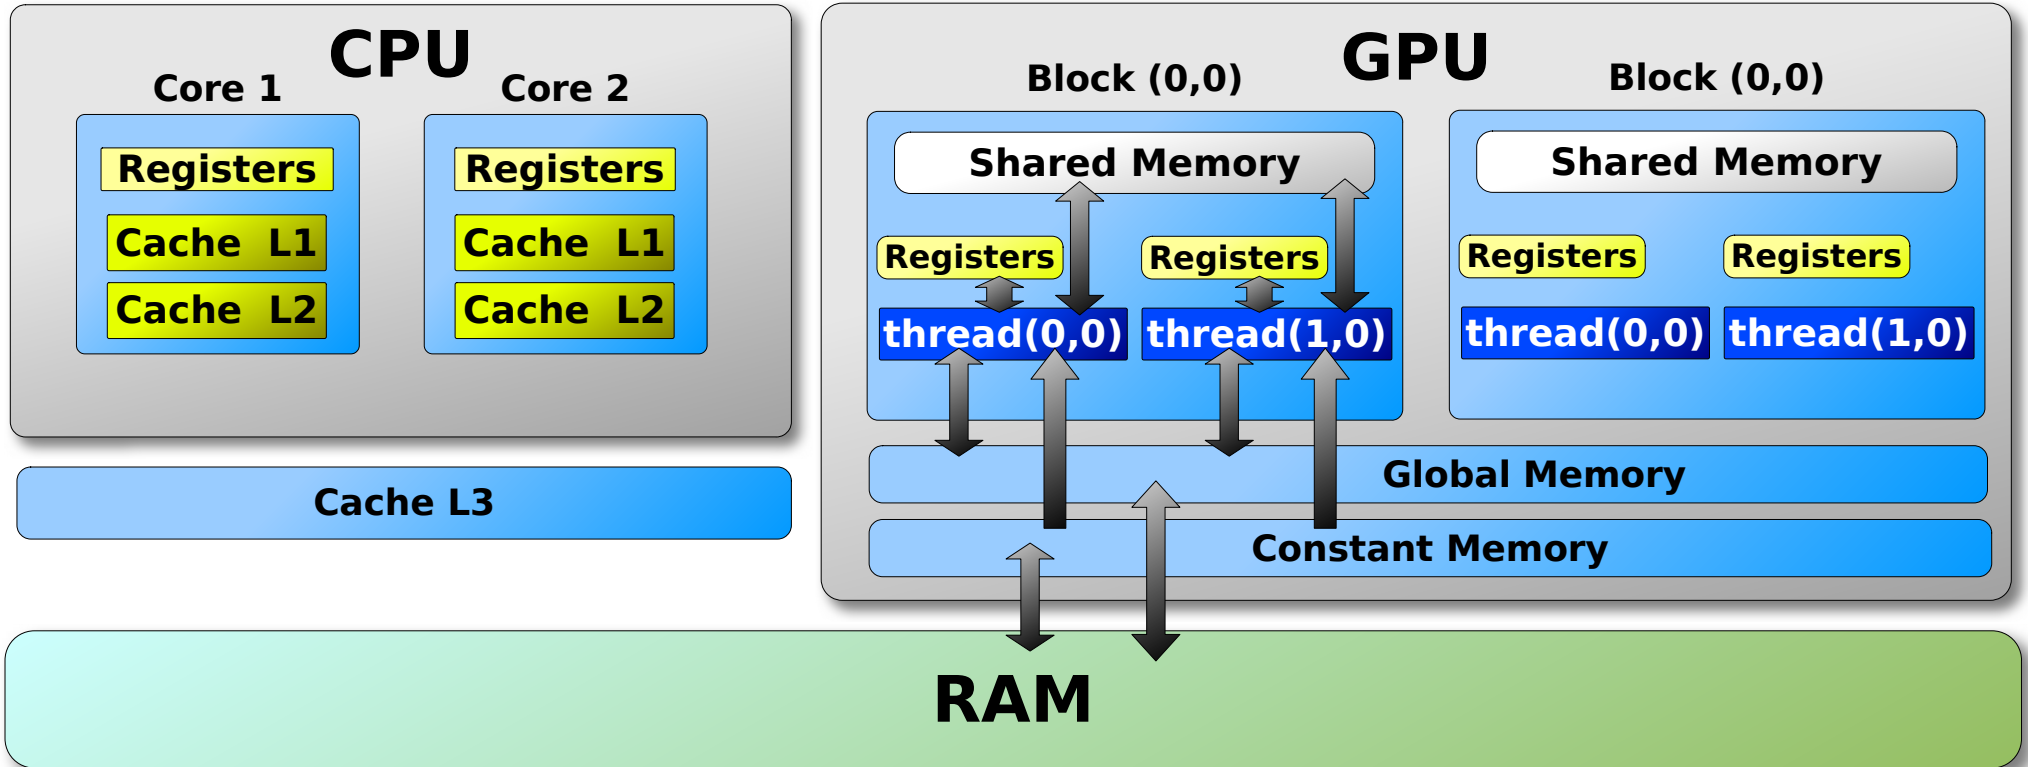 CPU
Core 1
Core 2
Registers
Cache L1
Cache L2
Registers
Cache L1
Cache L2
Cache L3
GPU
Block (0,0)
Shared Memory
Registers
Registers
thread(0,0)
thread(1,0)
Block (0,0)
Shared Memory
Registers
Registers
thread(0,0)
thread(1,0)
Global Memory
Constant Memory
RAM